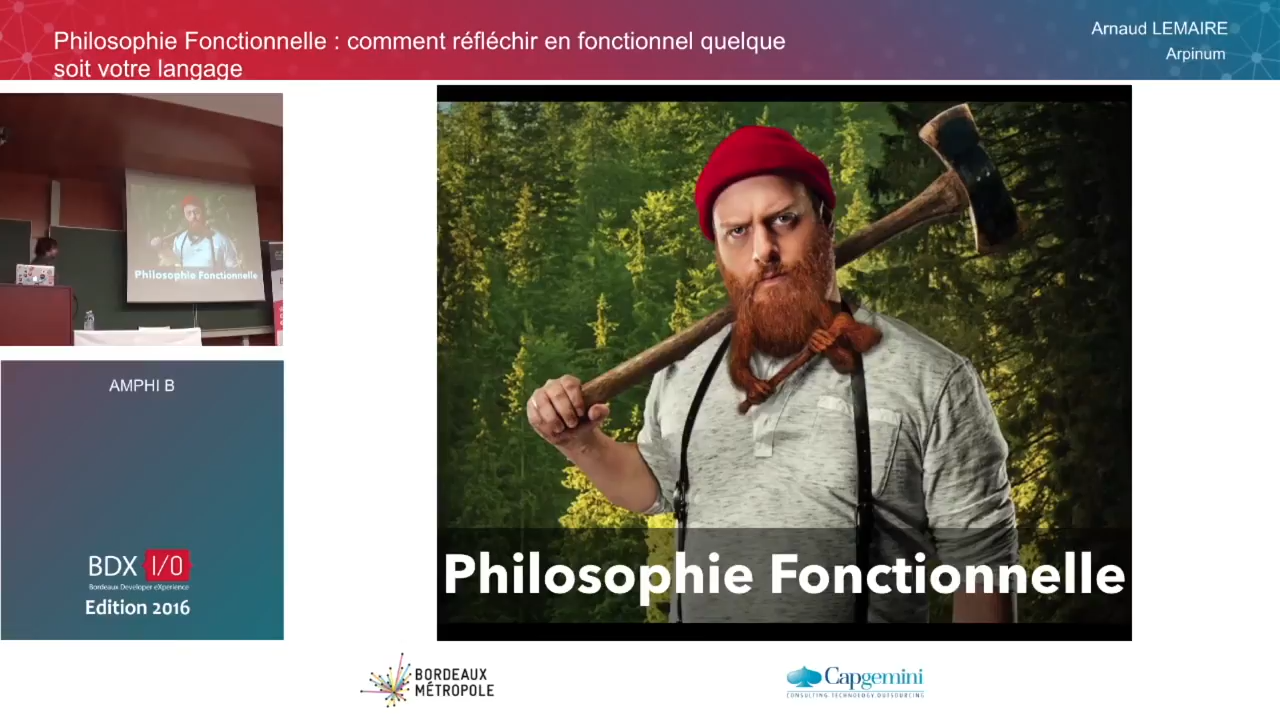 Philosophie Fonctionnelle : comment réfléchir en fonctionnel quelque
soit votre langage
Arnaud LEMAIRE
Arpinum
Philosophie Fonctionnelle
AMPHI B
BDX I/O
Bordeaux Developer eXperience
Edition 2016
Philosophie Fonctionnelle
BORDEAUX
MÉTROPOLE
Capgemini
CONSULTING.TECHNOLOGY.OUTSOURCING